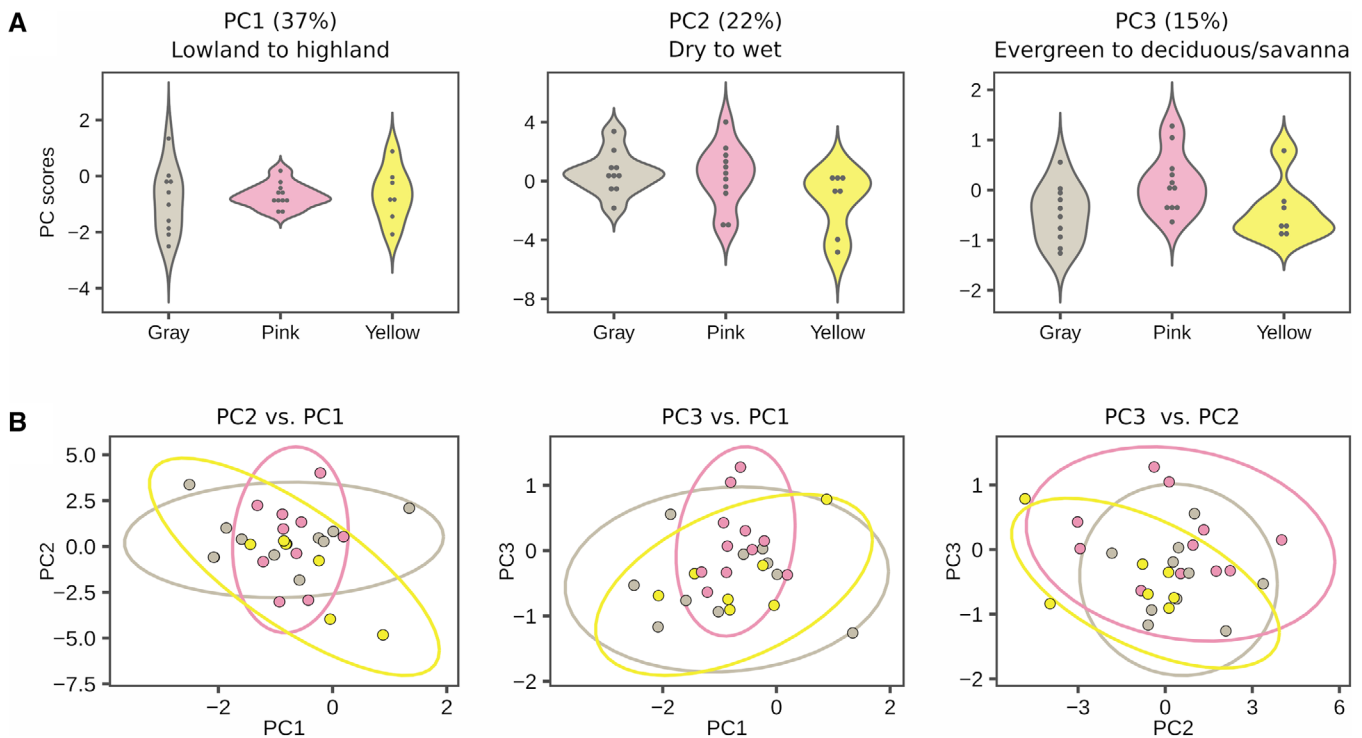 A
PC1 (37%)
Lowland to highland
PC2 (22%)
Dry to wet
PC3 (15%)
Evergreen to deciduous/savanna
PC scores
2
0
−2
−4
Gray
Pink
Yellow
4
0
−4
−8
Gray
Pink
Yellow
2
1
0
−1
−2
Gray
Pink
Yellow
B
PC2 vs. PC1
PC3 vs. PC1
PC3 vs. PC2
PC2
5.0
2.5
0.0
−2.5
−5.0
−7.5
−2
0
2
PC1
PC3
1
0
−1
−2
−2
0
2
PC1
PC3
1
0
−1
−2
−3
0
3
6
PC2